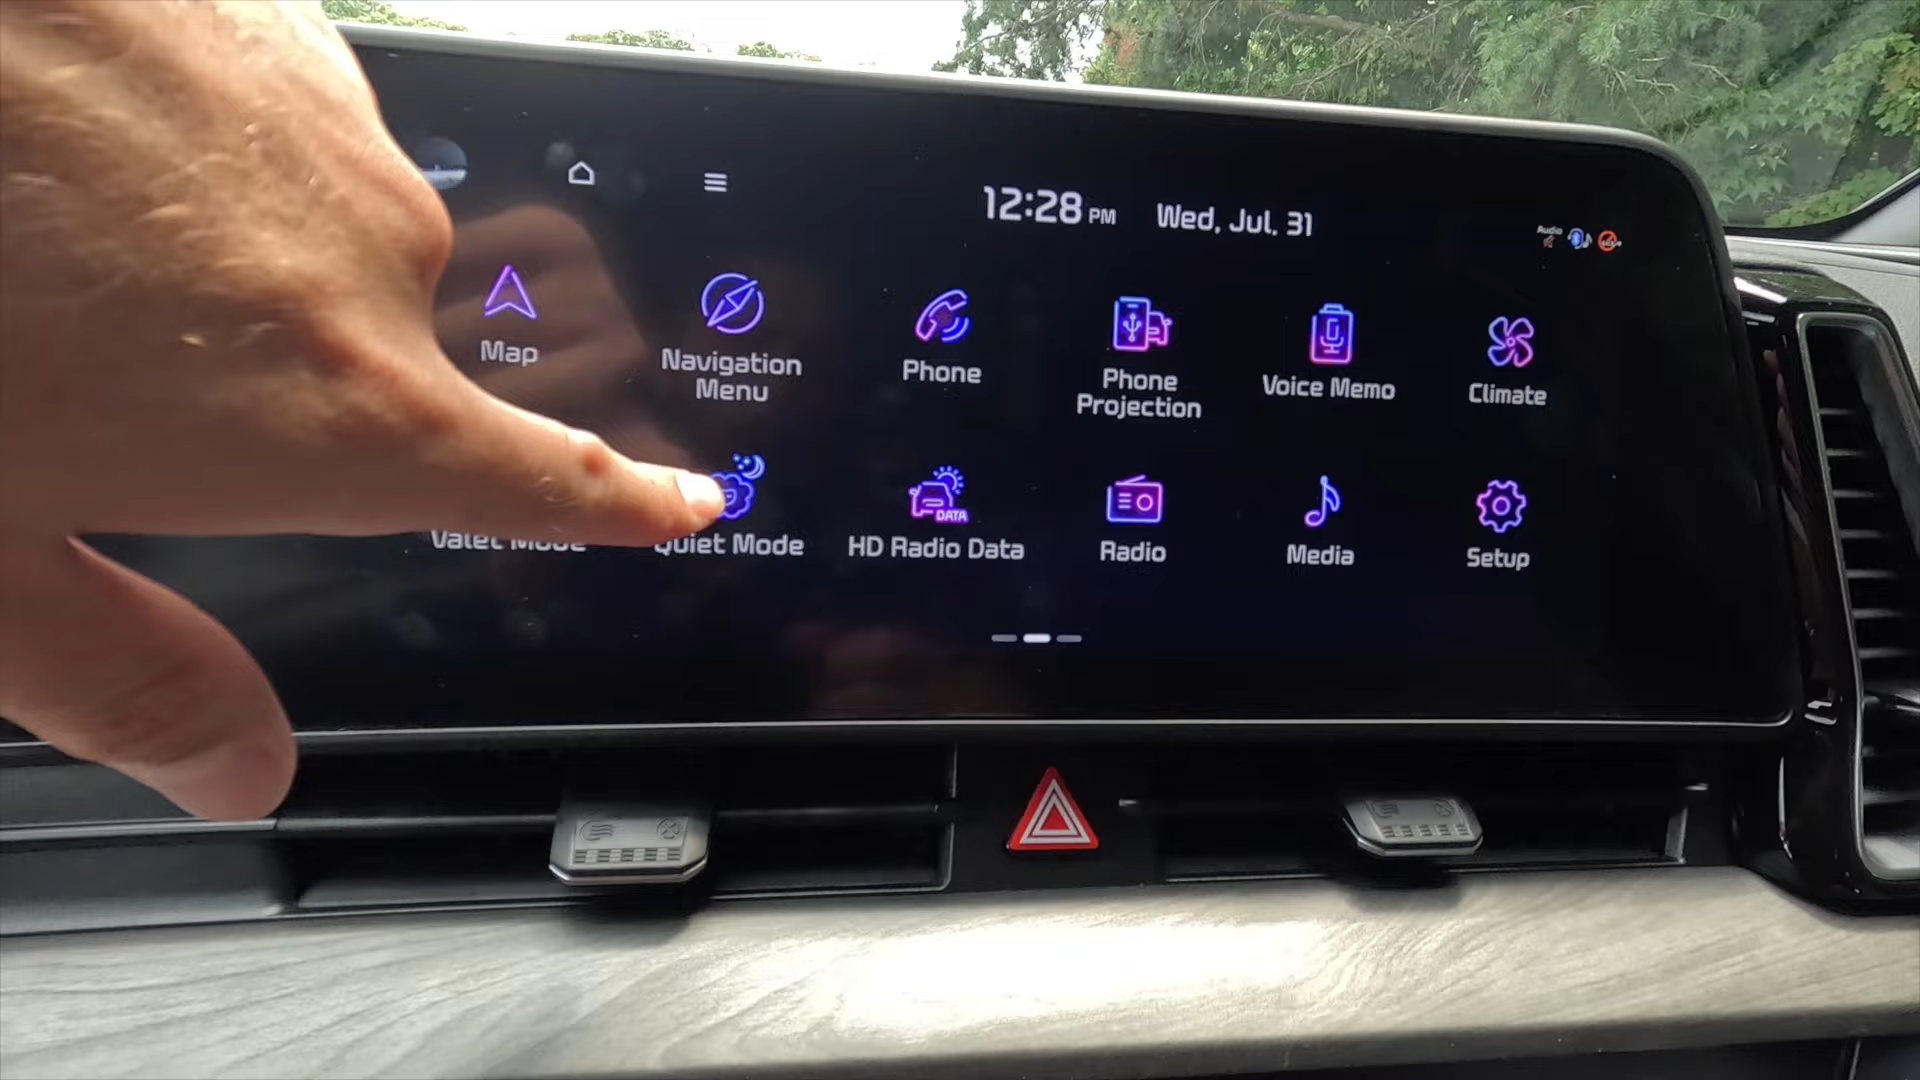 12:28 PM Wed, Jul, 31
Audio
Map
Navigation
Menu
Phone
Phone
Projection
Voice Memo
Climate
Valet Mode
Quiet Mode
DATA
HD Radio Data
Radio
Media
Setup